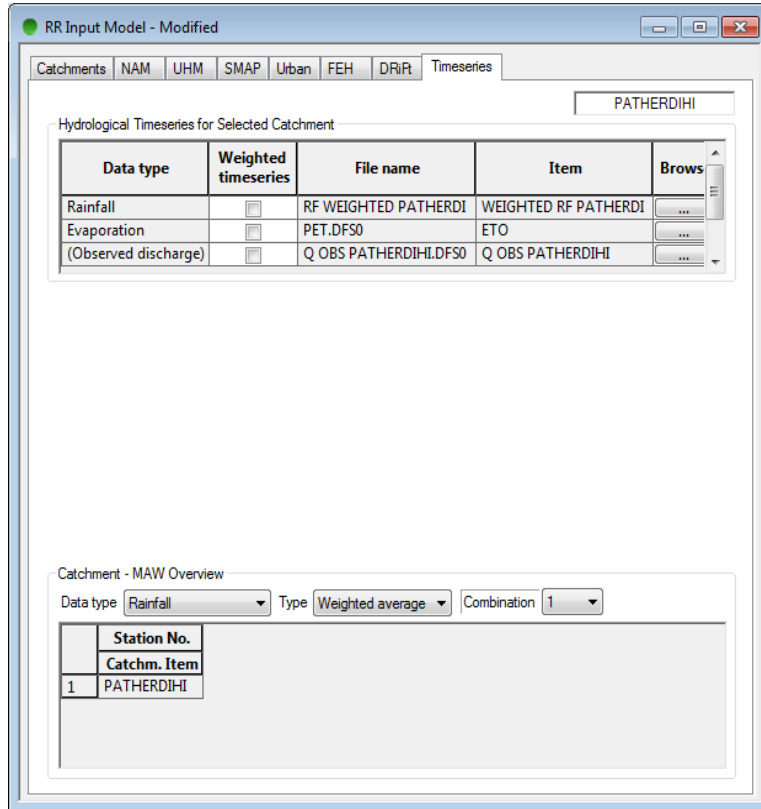 RR Input Model - Modified
Catchments NAM UHM SMAP Urban FEH DRiFt Timeseries
PATHERDIHI
Hydrological Timeseries for Selected Catchment
Data type Weighted timeseries File name Item Brows
Rainfall RF WEIGHTED PATHERDI WEIGHTED RF PATHERDI ...
Evaporation PET.DFS0 ETO ...
(Observed discharge) Q OBS PATHERDIHI.DFS0 Q OBS PATHERDIHI ...
Catchment - MAW Overview
Data type Rainfall Type Weighted average Combination 1
Station No.
Catchm. Item
1 PATHERDIHI